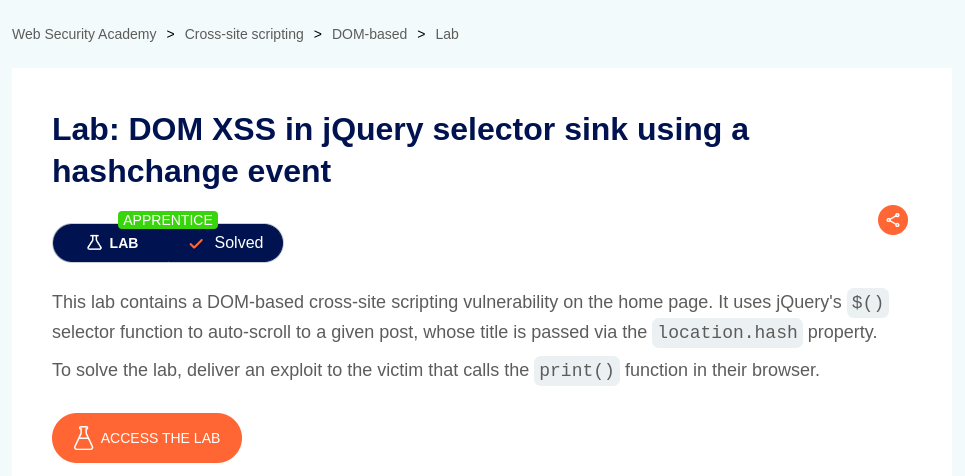 Web Security Academy > Cross-site scripting > DOM-based > Lab
Lab: DOM XSS in jQuery selector sink using a
hashchange event
APPRENTICE
LAB Solved
This lab contains a DOM-based cross-site scripting vulnerability on the home page. It uses jQuery's $()
selector function to auto-scroll to a given post, whose title is passed via the location.hash property.
To solve the lab, deliver an exploit to the victim that calls the print() function in their browser.
ACCESS THE LAB